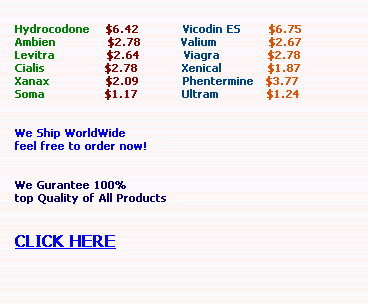 Hydrocodone $6.42 Vicodin ES $6.75
Ambien $2.78 Valium $2.67
Levitra $2.64 Viagra $2.78
Cialis $2.78 Xenical $1.87
Xanax $2.09 Phentermine $3.77
Soma $1.17 Ultram $1.24
We Ship WorldWide
feel free to order now!
We Gurantee 100%
top Quality of All Products
CLICK HERE